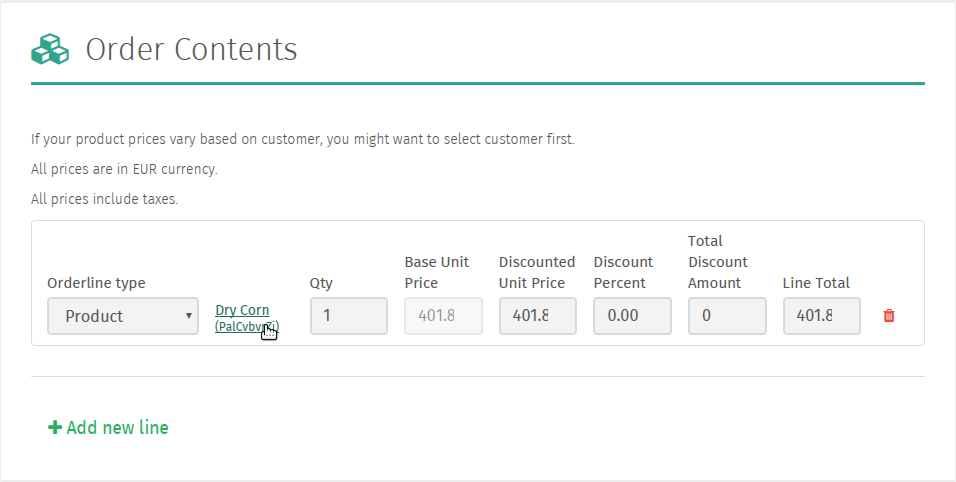 Order Contents
If your product prices vary based on customer, you might want to select customer first.
All prices are in EUR currency.
All prices include taxes.
Orderline type
Qty
Base Unit Price
Discounted Unit Price
Discount Percent
Total Discount Amount
Line Total
Product
Dry Corn
1
401.8
401.8
0.00
0
401.8
Add new line